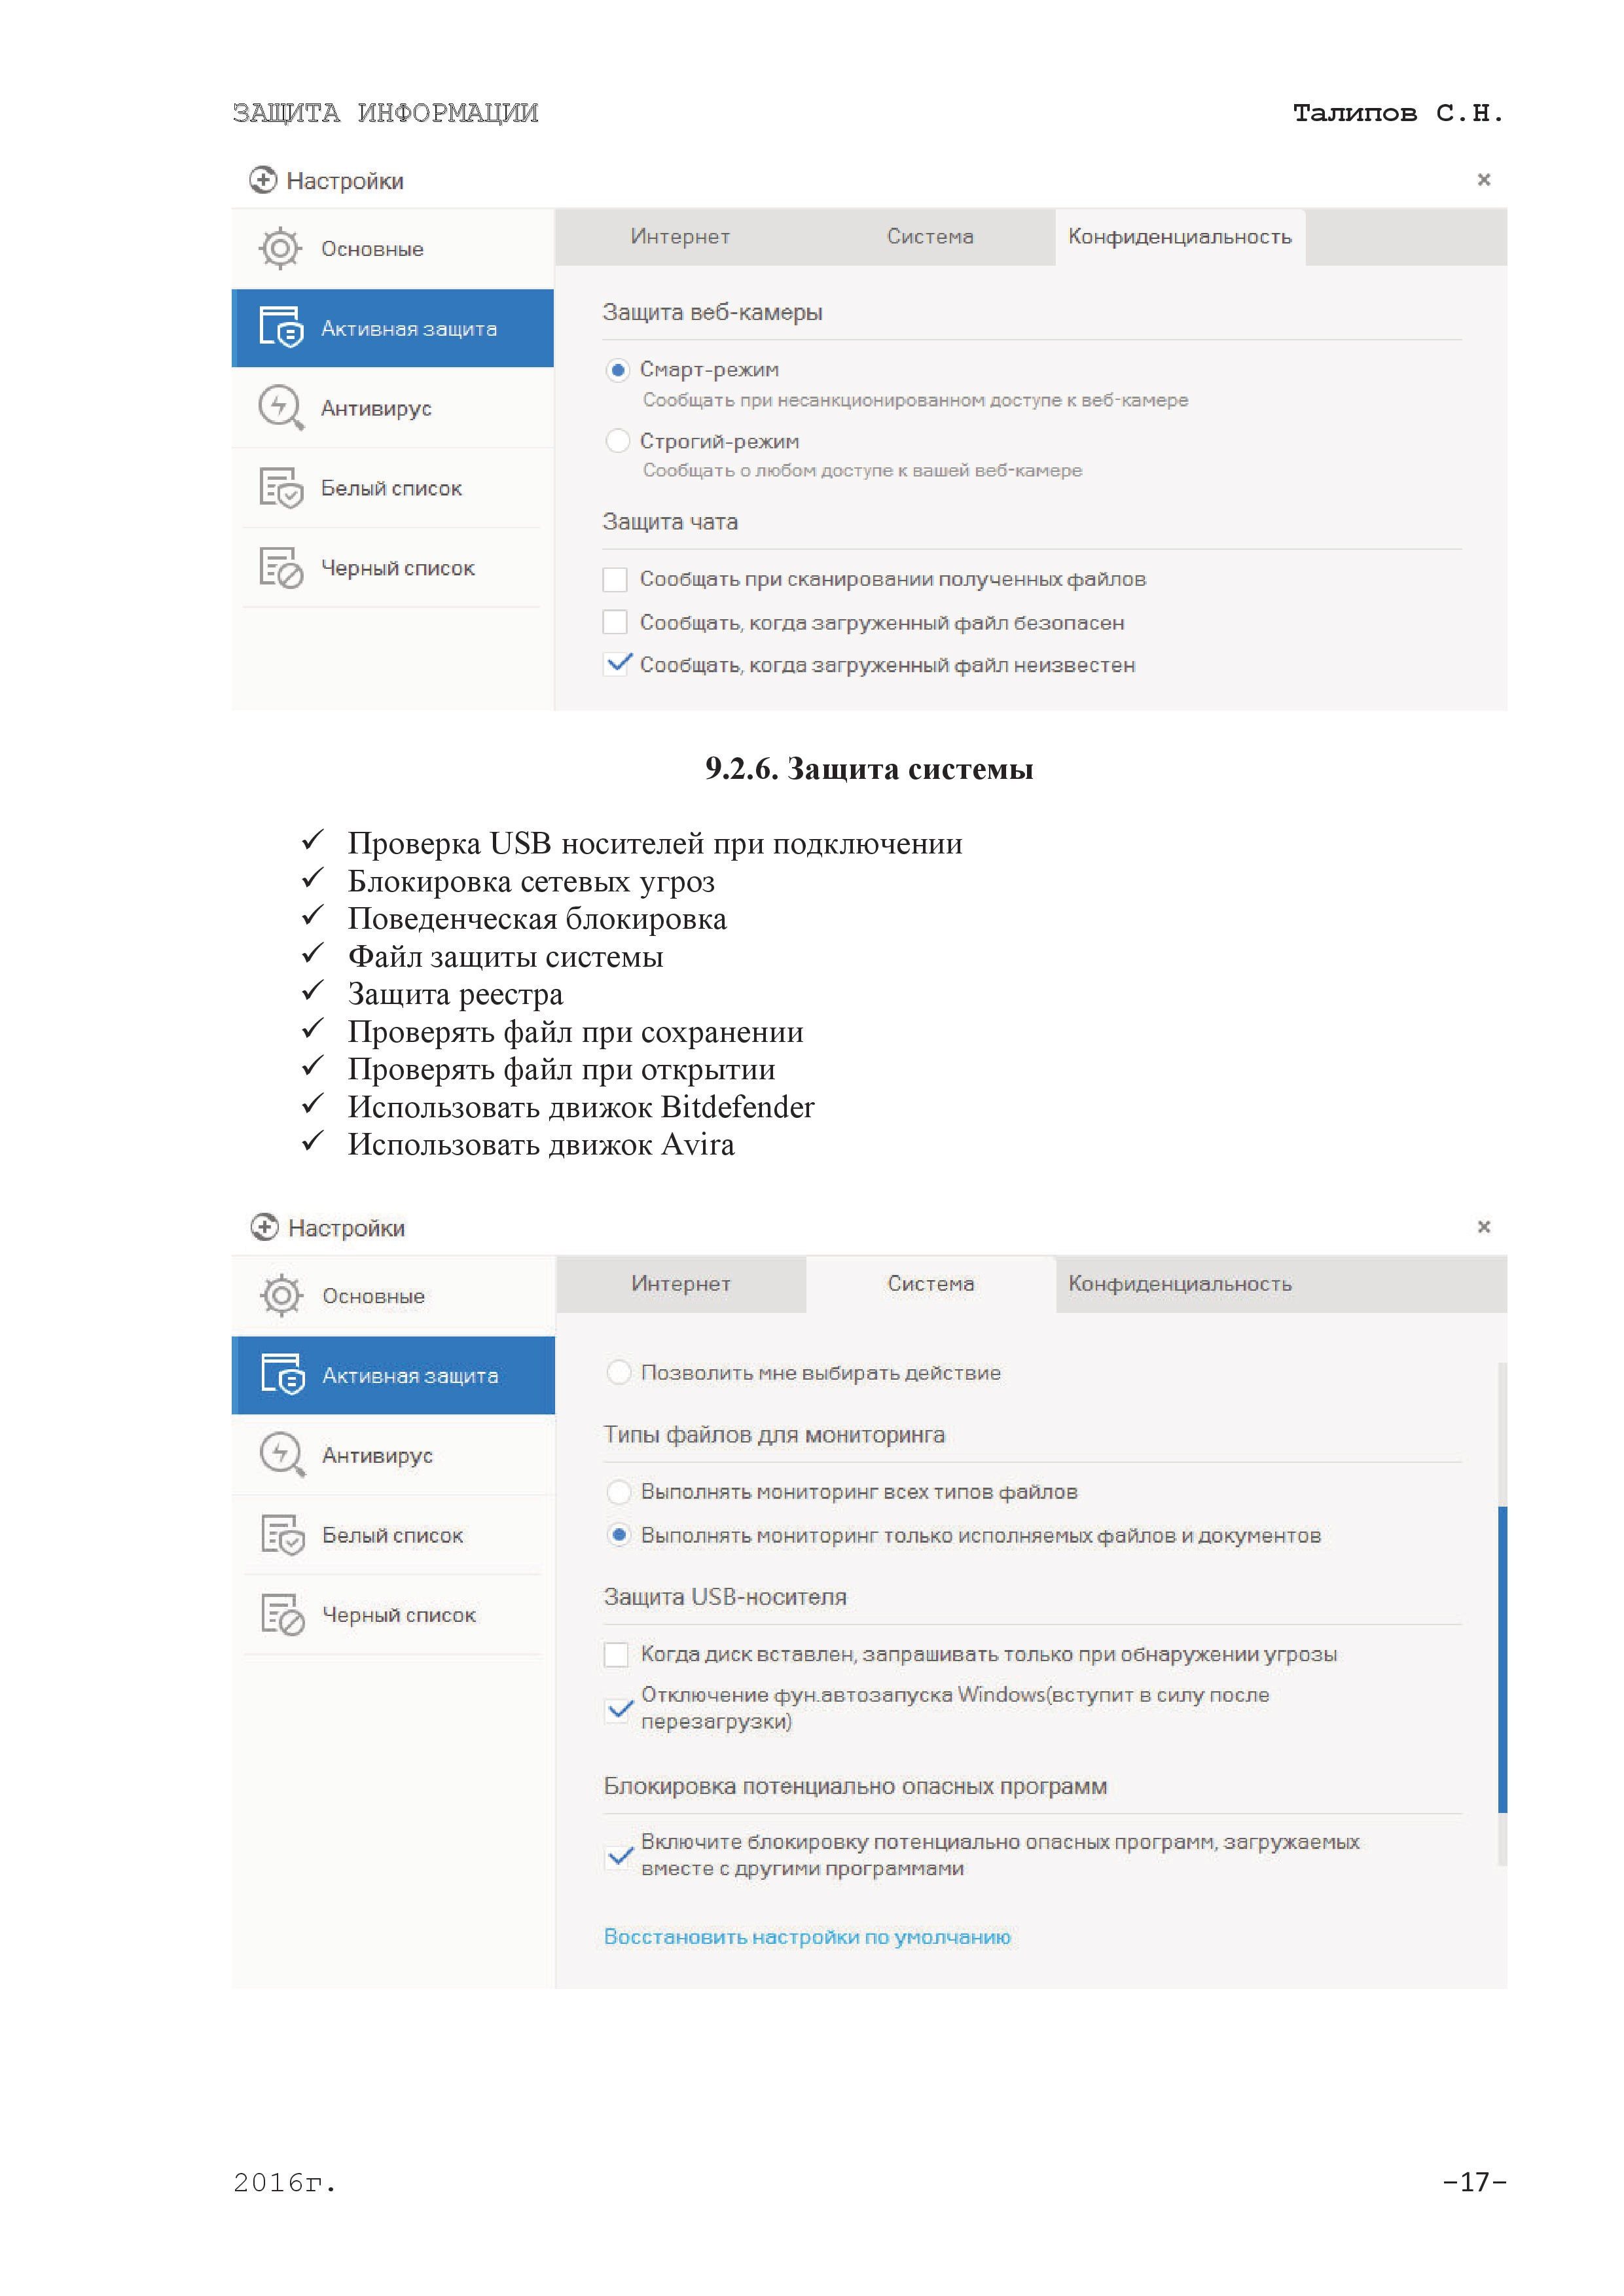 ЗАЩИТА ИНФОРМАЦИИ Талипов С.Н.
Настройки ×
Основные
Активная защита
Антивирус
Белый список
Черный список
Интернет Система Конфиденциальность
Защита веб-камеры
Смарт-режим
Сообщать при несанкционированном доступе к веб-камере
Строгий-режим
Сообщать о любом доступе к вашей веб-камере
Защита чата
Сообщать при сканировании полученных файлов
Сообщать, когда загруженный файл безопасен
Сообщать, когда загруженный файл неизвестен
9.2.6. Защита системы
✓ Проверка USB носителей при подключении
✓ Блокировка сетевых угроз
✓ Поведенческая блокировка
✓ Файл защиты системы
✓ Защита реестра
✓ Проверять файл при сохранении
✓ Проверять файл при открытии
✓ Использовать движок Bitdefender
✓ Использовать движок Avira
Настройки ×
Основные
Активная защита
Антивирус
Белый список
Черный список
Интернет Система Конфиденциальность
Позволить мне выбирать действие
Типы файлов для мониторинга
Выполнять мониторинг всех типов файлов
Выполнять мониторинг только исполняемых файлов и документов
Защита USB-носителя
Когда диск вставлен, запрашивать только при обнаружении угрозы
Отключение фун.автозапуска Windows(вступит в силу после
перезагрузки)
Блокировка потенциально опасных программ
Включите блокировку потенциально опасных программ, загружаемых
вместе с другими программами
Восстановить настройки по умолчанию
2016г. -17-